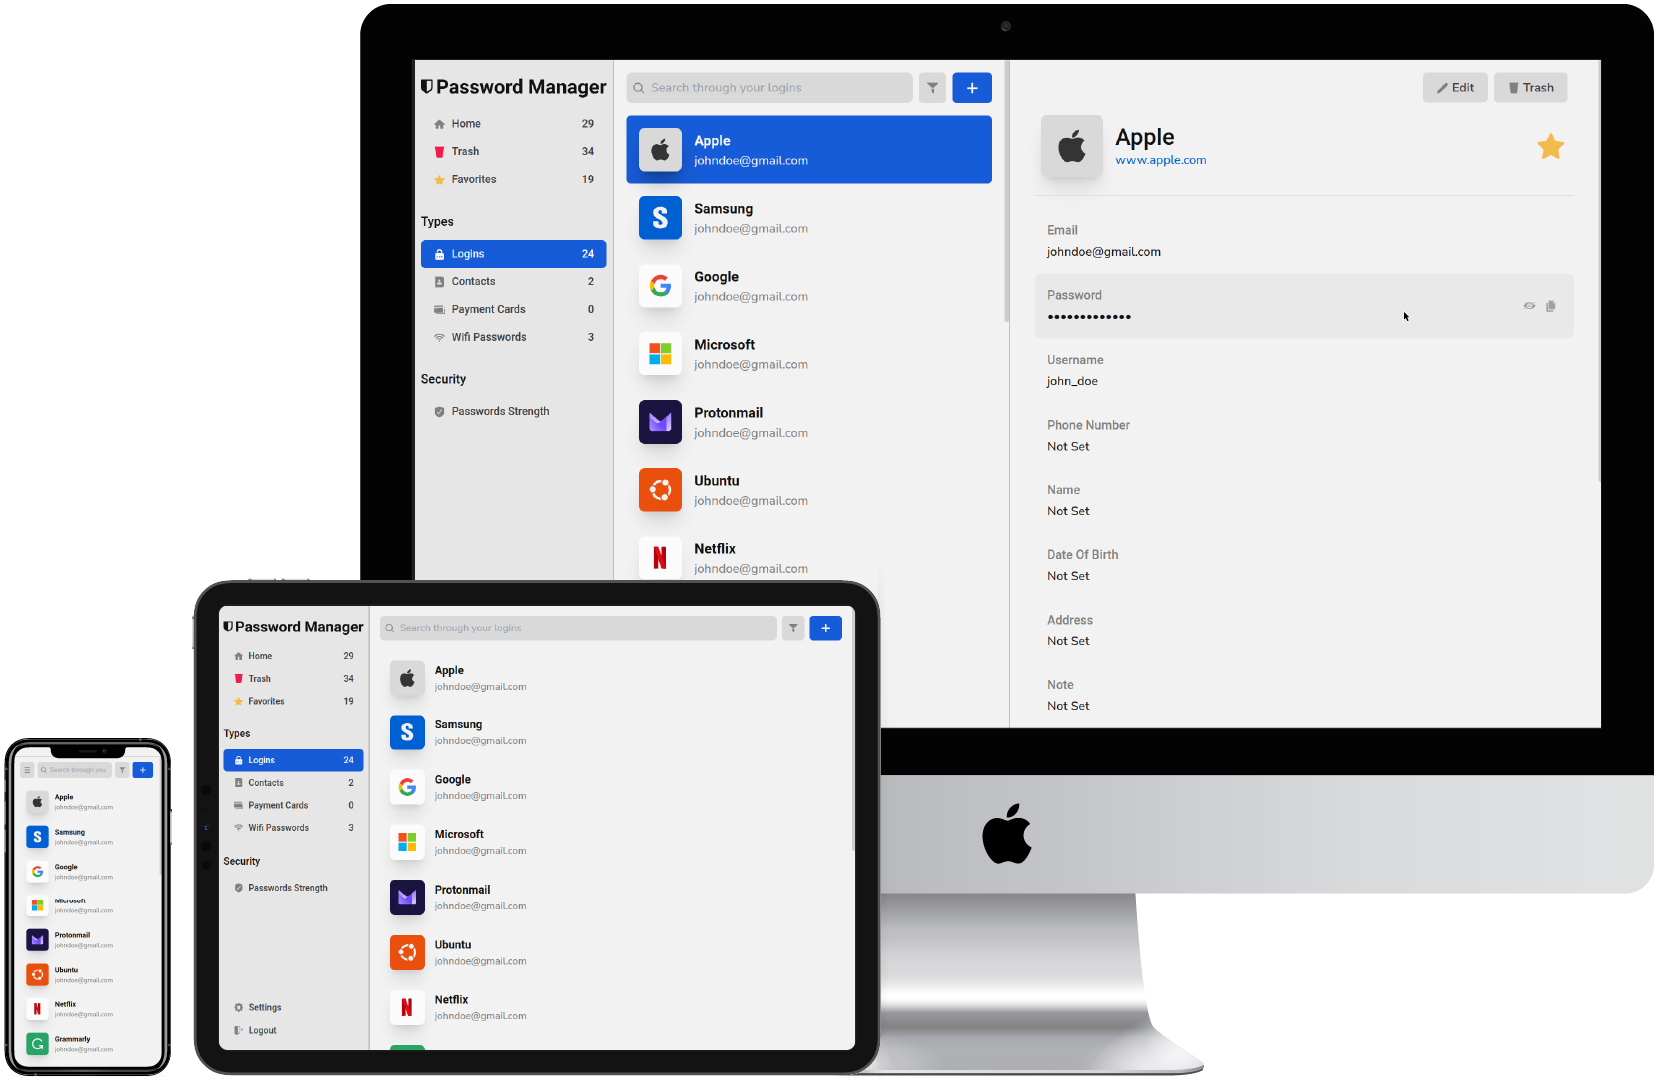 Password Manager
Home 29
Trash 34
Favorites 19
Types
Logins 24
Contacts 2
Payment Cards 0
Wifi Passwords 3
Security
Passwords Strength
Search through your logins
+
Apple
johndoe@gmail.com
Samsung
johndoe@gmail.com
Google
johndoe@gmail.com
Microsoft
johndoe@gmail.com
Protonmail
johndoe@gmail.com
Ubuntu
johndoe@gmail.com
Netflix
johndoe@gmail.com
Edit
Trash
Apple
www.apple.com
Email
johndoe@gmail.com
Password
•••••••••••••
Username
john_doe
Phone Number
Not Set
Name
Not Set
Date Of Birth
Not Set
Address
Not Set
Note
Not Set
Password Manager
Home 29
Trash 34
Favorites 19
Types
Logins 24
Contacts 2
Payment Cards 0
Wifi Passwords 3
Security
Passwords Strength
Settings
Logout
Search through your logins
+
Apple
johndoe@gmail.com
Samsung
johndoe@gmail.com
Google
johndoe@gmail.com
Microsoft
johndoe@gmail.com
Protonmail
johndoe@gmail.com
Ubuntu
johndoe@gmail.com
Netflix
johndoe@gmail.com
Search through you
+
Apple
johndoe@gmail.com
Samsung
johndoe@gmail.com
Google
johndoe@gmail.com
Microsoft
johndoe@gmail.com
Protonmail
johndoe@gmail.com
Ubuntu
johndoe@gmail.com
Netflix
johndoe@gmail.com
Grammarly
johndoe@gmail.com